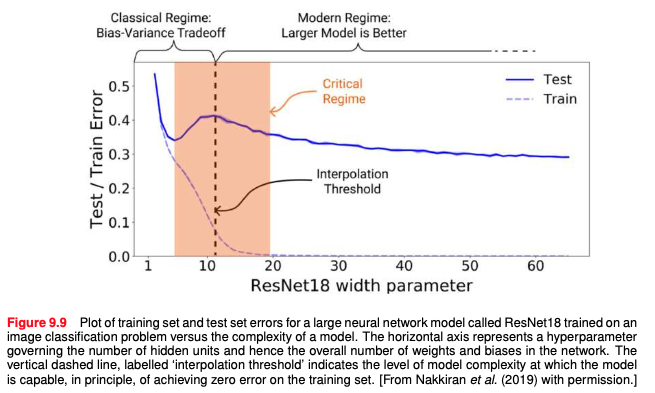 Classical Regime:
Bias-Variance Tradeoff
Modern Regime:
Larger Model is Better
Critical
Regime
Test
Train
Interpolation
Threshold
Test / Train Error
0.5
0.4
0.3
0.2
0.1
0.0
1 10 20 30 40 50 60
ResNet18 width parameter
Figure 9.9 Plot of training set and test set errors for a large neural network model called ResNet18 trained on an
image classification problem versus the complexity of a model. The horizontal axis represents a hyperparameter
governing the number of hidden units and hence the overall number of weights and biases in the network. The
vertical dashed line, labelled ‘interpolation threshold’ indicates the level of model complexity at which the model
is capable, in principle, of achieving zero error on the training set. [From Nakkiran et al. (2019) with permission.]